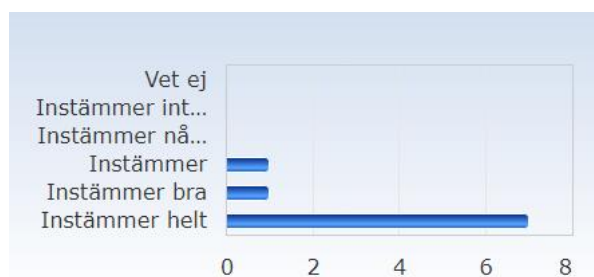 Vet ej
Instämmer int...
Instämmer nå...
Instämmer
Instämmer bra
Instämmer helt
0 2 4 6 8